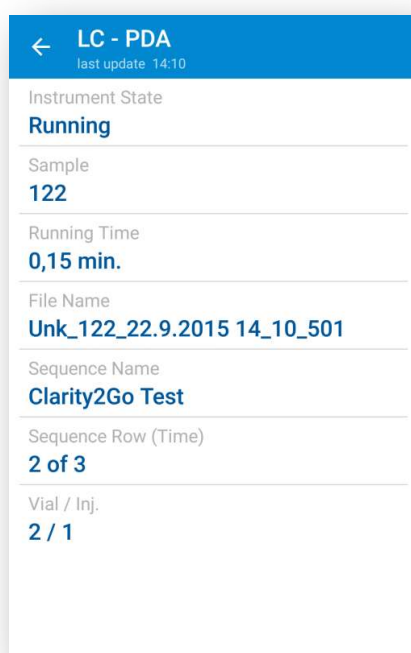 LC - PDA
last update 14:10
Instrument State
Running
Sample
122
Running Time
0,15 min.
File Name
Unk_122_22.9.2015 14_10_501
Sequence Name
Clarity2Go Test
Sequence Row (Time)
2 of 3
Vial / Inj.
2 / 1